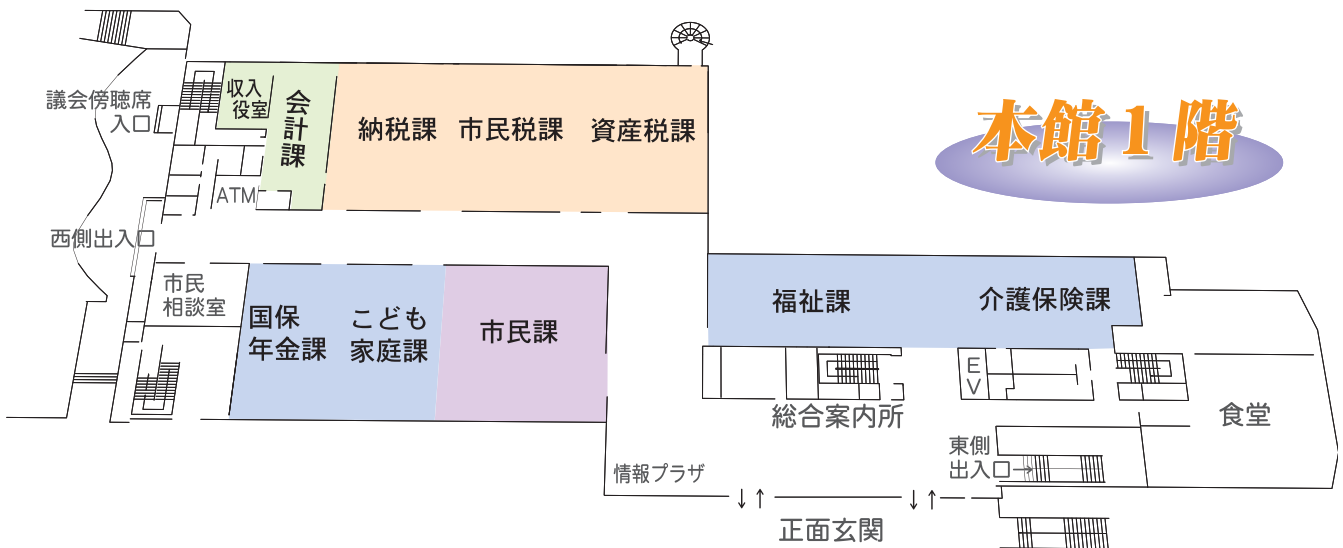 本館1階
議会傍聴席
入口
収入
役室
会計課
納税課
市民税課
資産税課
ATM
西側出入口
市民
相談室
国保
年金課
こども
家庭課
市民課
福祉課
介護保険課
EV
総合案内所
食堂
東側
出入口→
情報プラザ
↓↑
↓↑
正面玄関